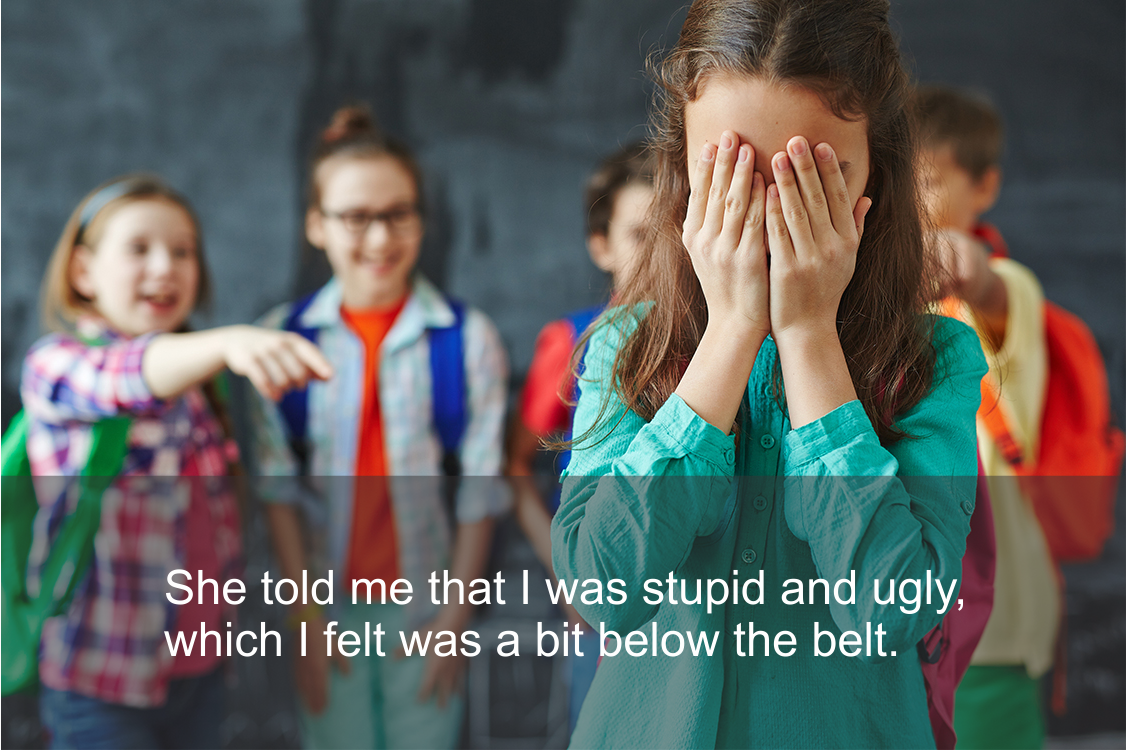 She told me that I was stupid and ugly,
which I felt was a bit below the belt.